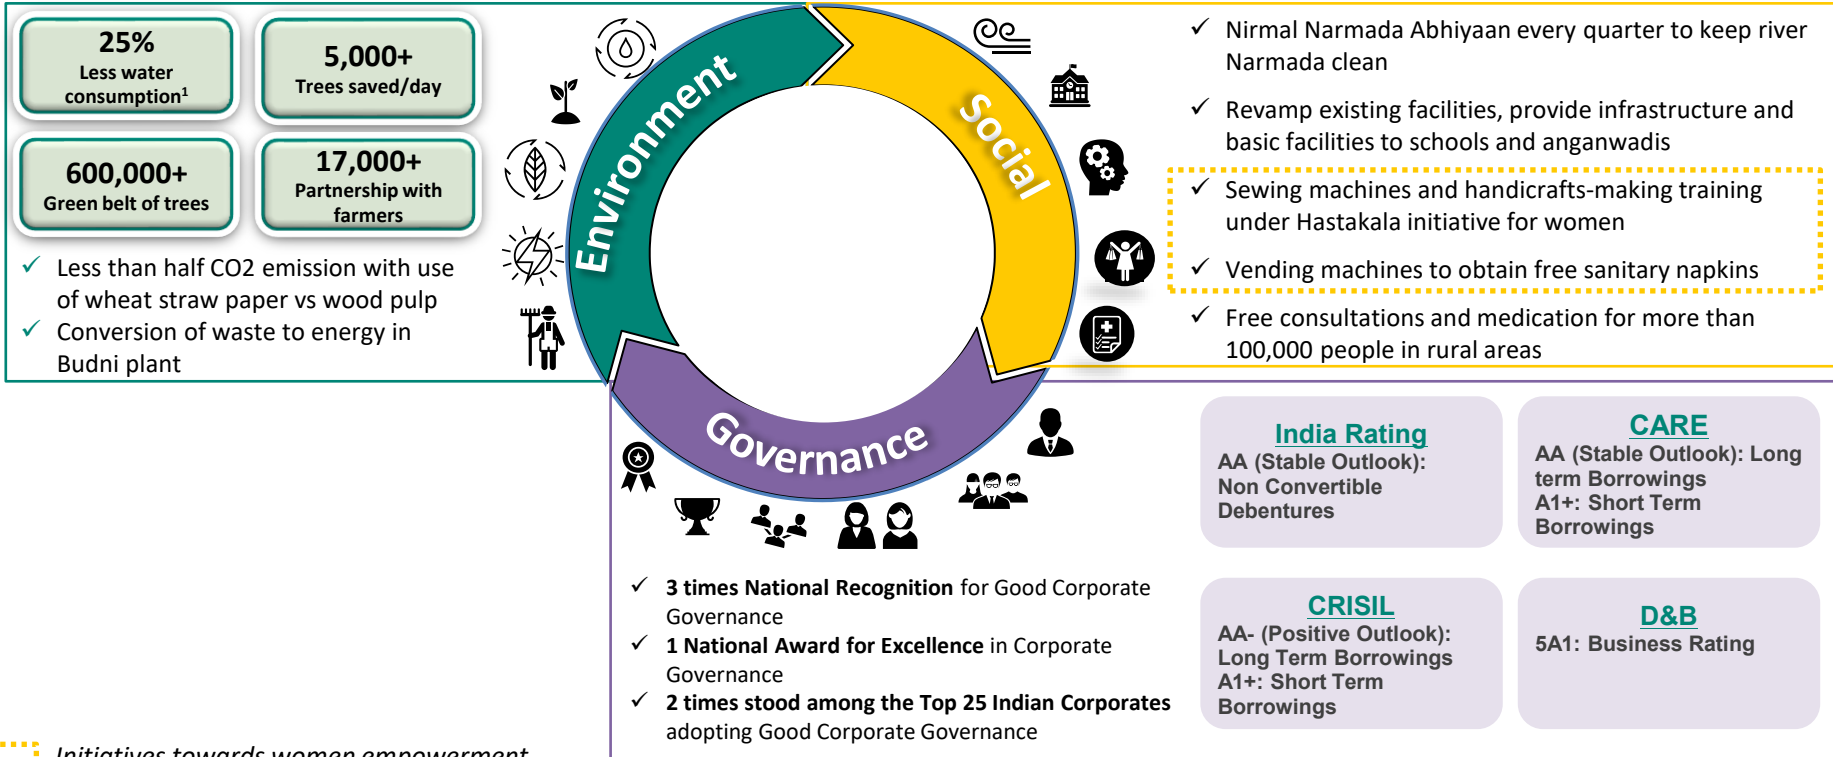 25%
Less water
consumption1
5,000+
Trees saved/day
600,000+
Green belt of trees
17,000+
Partnership with
farmers
✓ Less than half CO2 emission with use
of wheat straw paper vs wood pulp
✓ Conversion of waste to energy in
Budni plant
Environment
Social
Governance
✓ Nirmal Narmada Abhiyaan every quarter to keep river
Narmada clean
✓ Revamp existing facilities, provide infrastructure and
basic facilities to schools and anganwadis
✓ Sewing machines and handicrafts-making training
under Hastakala initiative for women
✓ Vending machines to obtain free sanitary napkins
✓ Free consultations and medication for more than
100,000 people in rural areas
✓ 3 times National Recognition for Good Corporate
Governance
✓ 1 National Award for Excellence in Corporate
Governance
✓ 2 times stood among the Top 25 Indian Corporates
adopting Good Corporate Governance
India Rating
AA (Stable Outlook):
Non Convertible
Debentures
CARE
AA (Stable Outlook): Long
term Borrowings
A1+: Short Term
Borrowings
CRISIL
AA- (Positive Outlook):
Long Term Borrowings
A1+: Short Term
Borrowings
D&B
5A1: Business Rating
Initiatives towards women empowerment